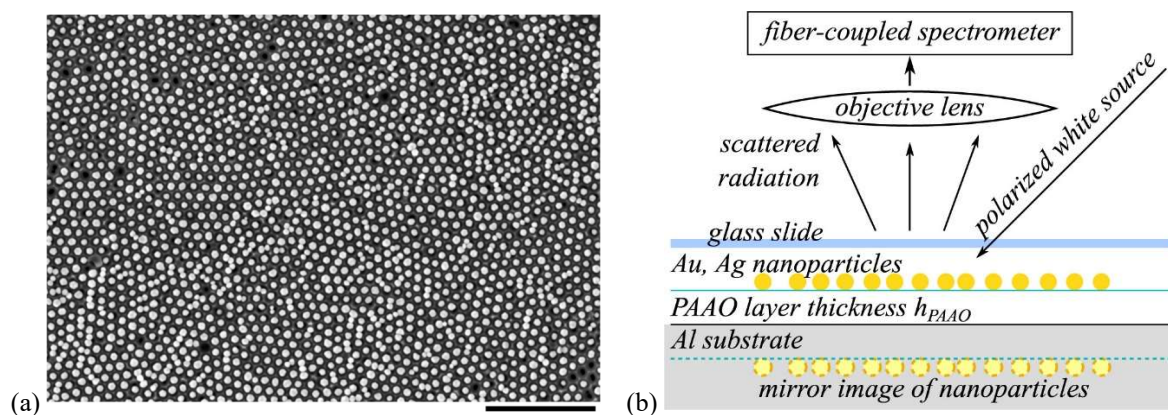 (a)
(b)
fiber-coupled spectrometer
objective lens
scattered
radiation
polarized white source
glass slide
Au, Ag nanoparticles
PAAO layer thickness hPAAO
Al substrate
mirror image of nanoparticles